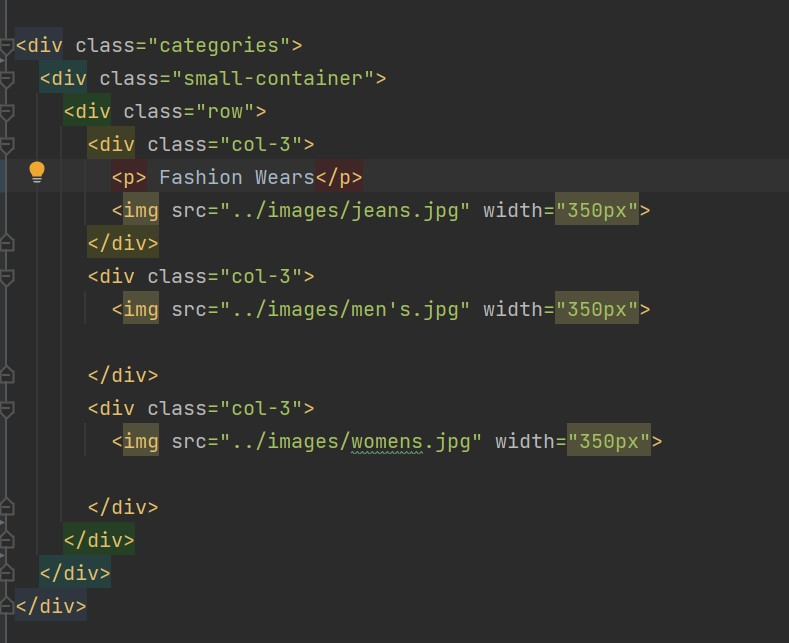 <div class="categories">
<div class="small-container">
<div class="row">
<div class="col-3">
<p> Fashion Wears</p>
<img src="../images/jeans.jpg" width="350px">
</div>
<div class="col-3">
<img src="../images/men's.jpg" width="350px">
</div>
<div class="col-3">
<img src="../images/womens.jpg" width="350px">
</div>
</div>
</div>
</div>